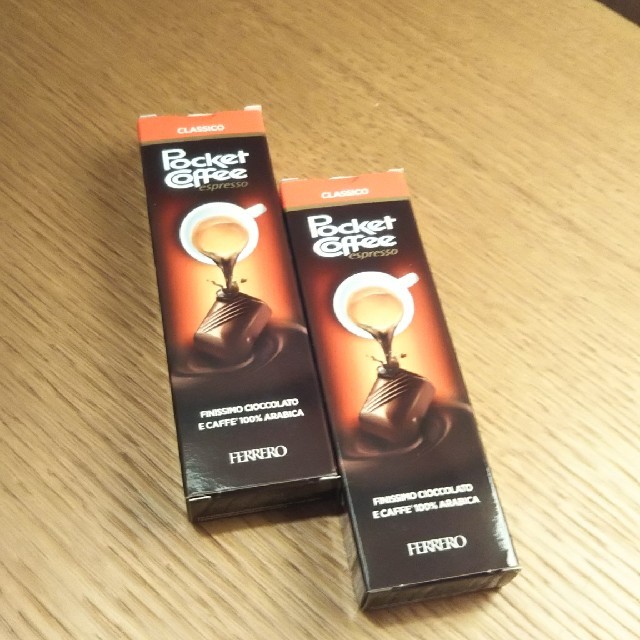 CLASSICO
Pocket
Coffee
espresso
FINISSIMO CIOCCOLATO
E CAFFE' 100% ARABICA
FERRERO
CLASSICO
Pocket
Coffee
espresso
FINISSIMO CIOCCOLATO
E CAFFE' 100% ARABICA
FERRERO